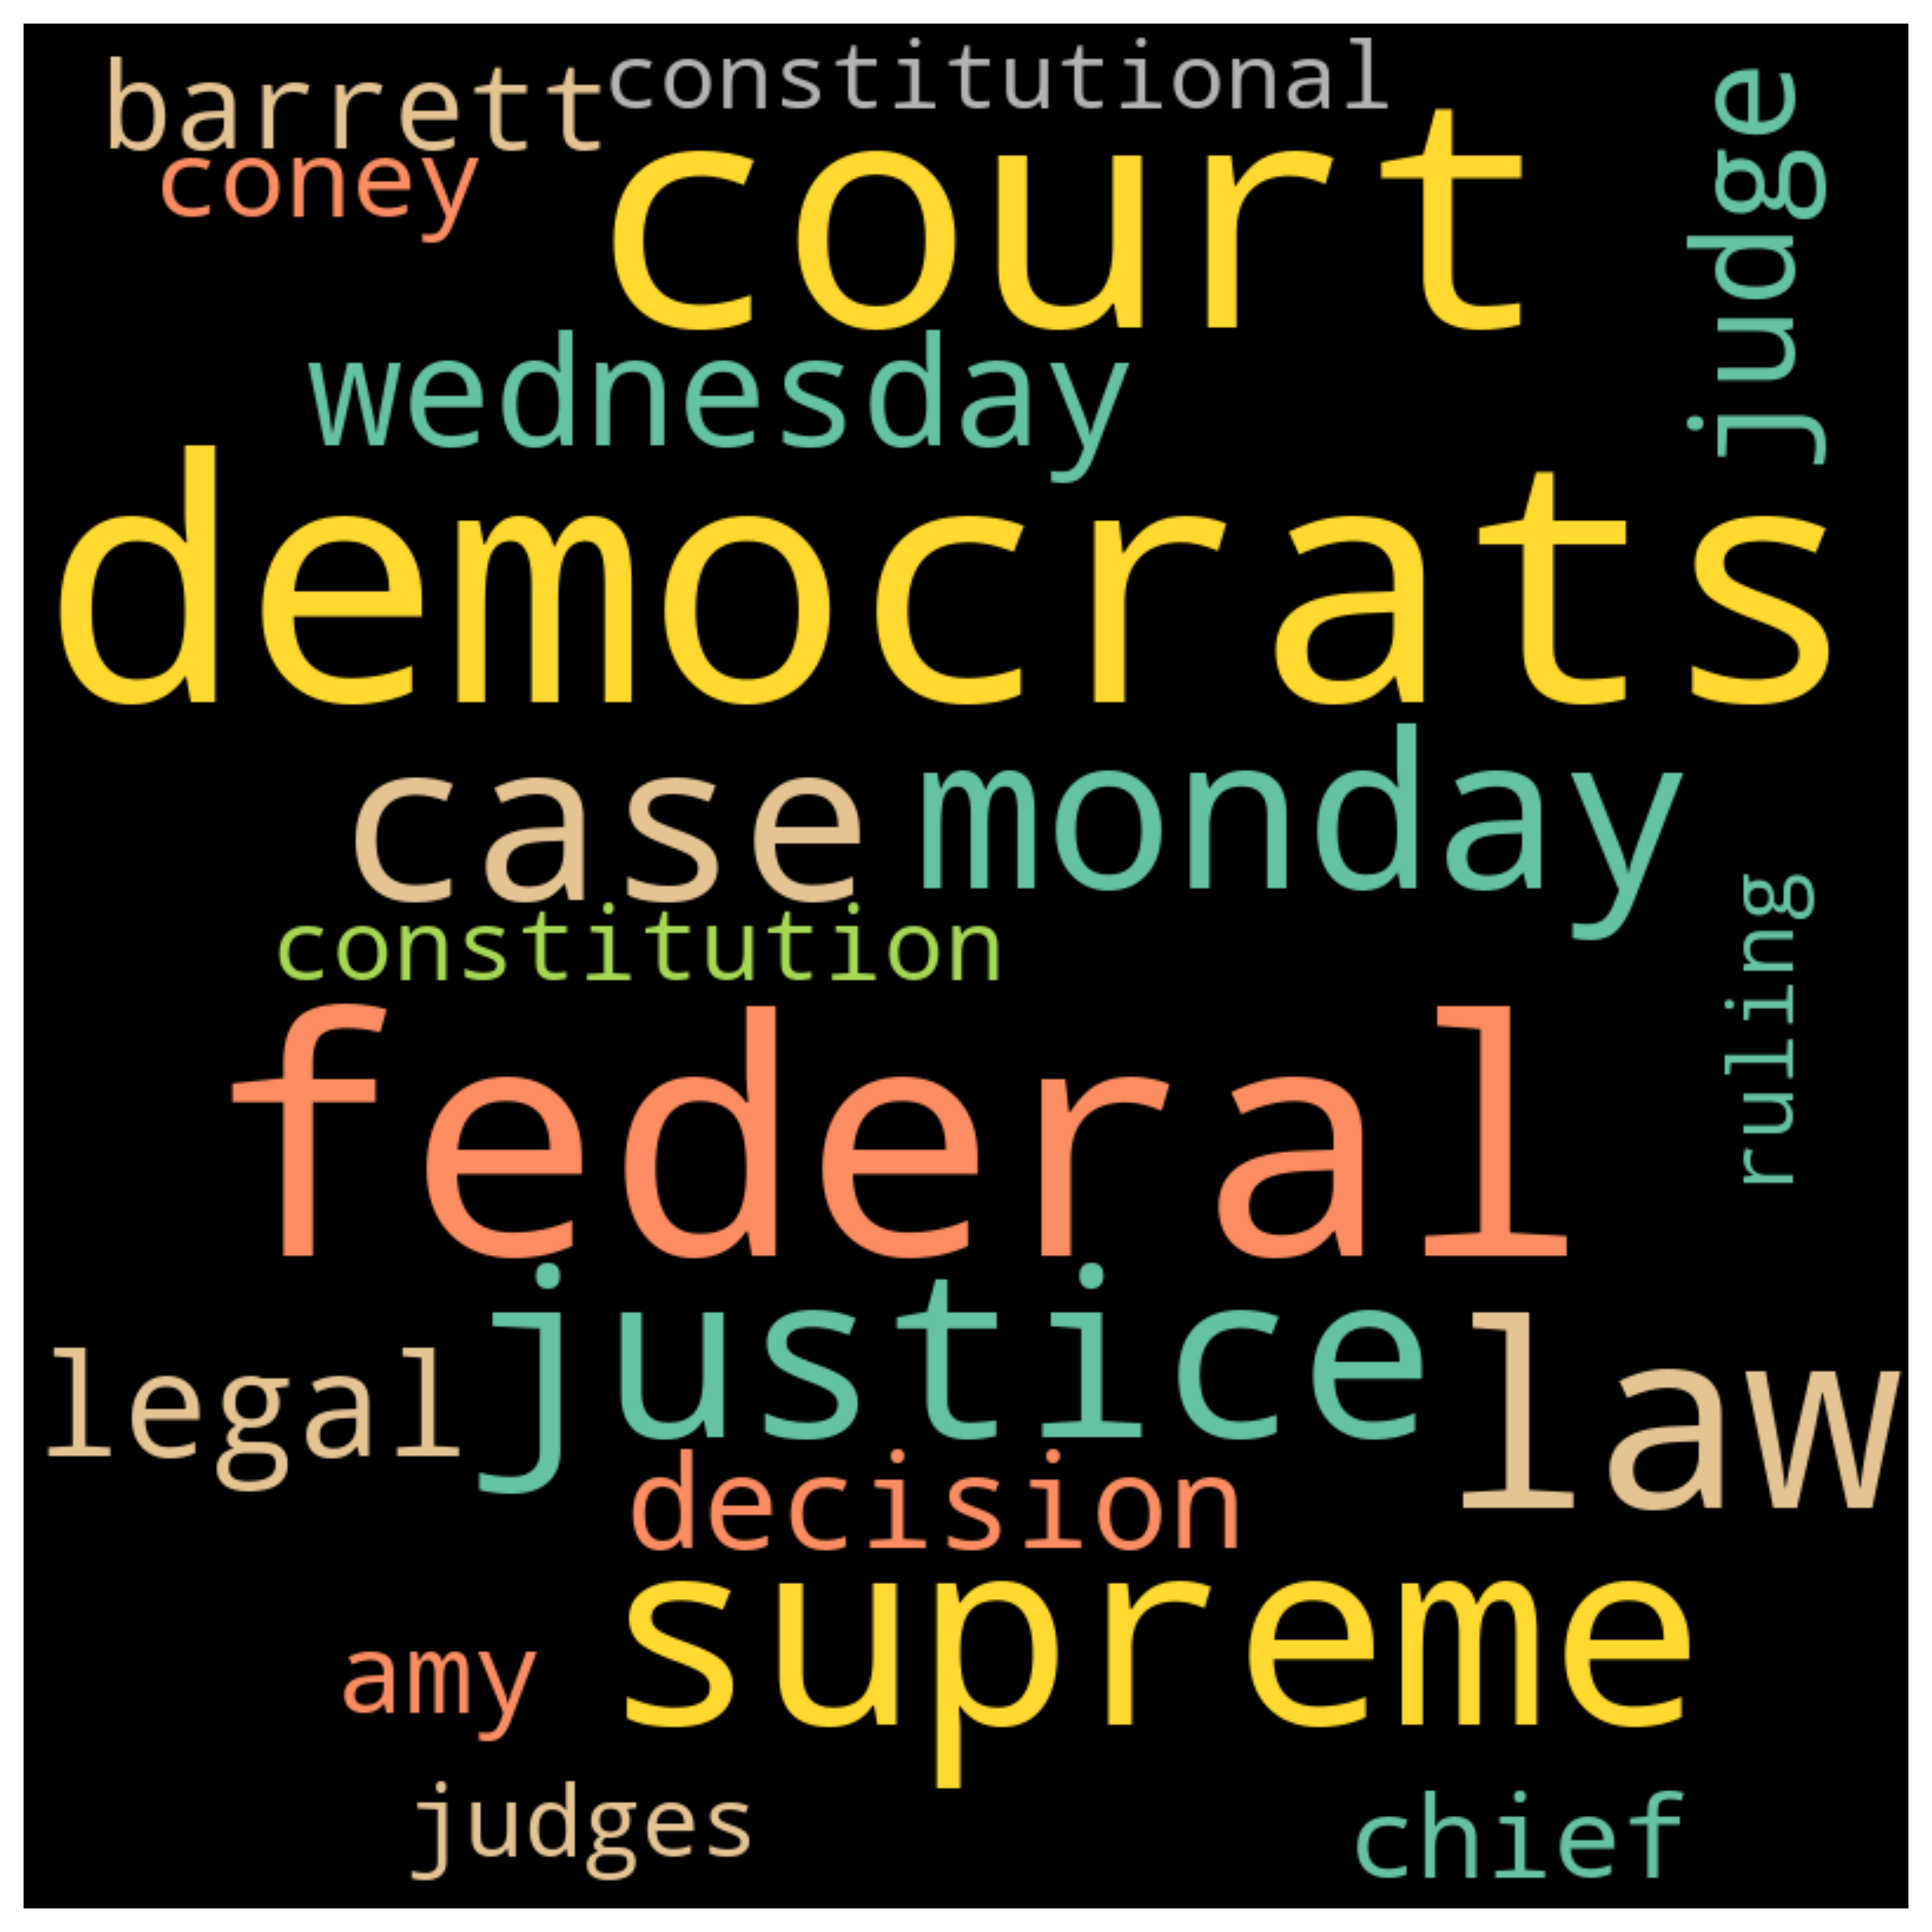 barrett
constitutional
coney
court
judge
wednesday
democrats
case
monday
constitution
ruling
federal
justice
legal
law
decision
supreme
amy
judges
chief